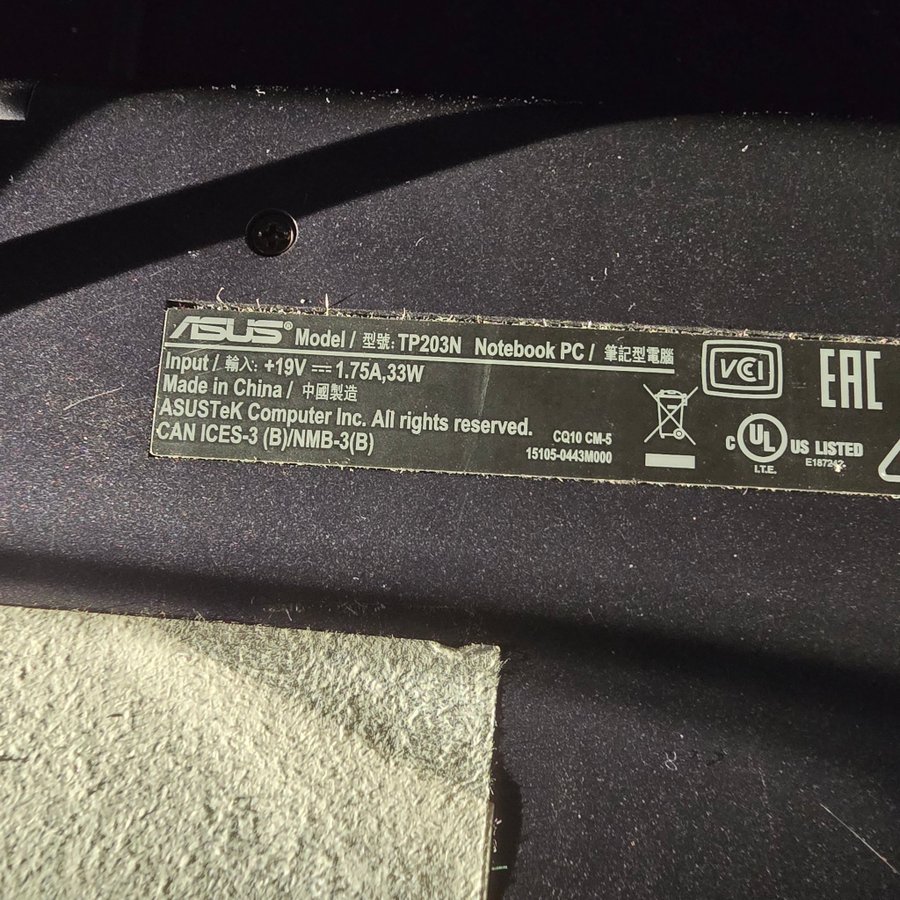 ASUS® Model / 型號: TP203N Notebook PC / 筆記型電腦
Input / 輸入: +19V ⎓ 1.75A,33W
Made in China / 中國製造
ASUSTeK Computer Inc. All rights reserved.
CAN ICES-3 (B)/NMB-3(B)
CQ10 CM-5
15105-0443M000
VCCI
C UL US LISTED
I.T.E.
EAC